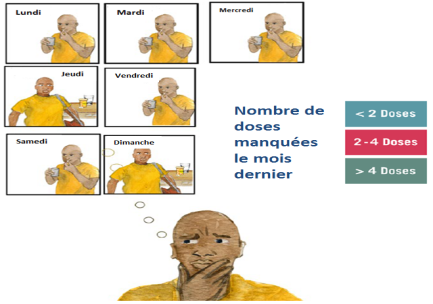 Lundi
Mardi
Mercredi
Jeudi
Vendredi
Samedi
Dimanche
Nombre de
doses
manquées
le mois
dernier
< 2 Doses
2-4 Doses
> 4 Doses